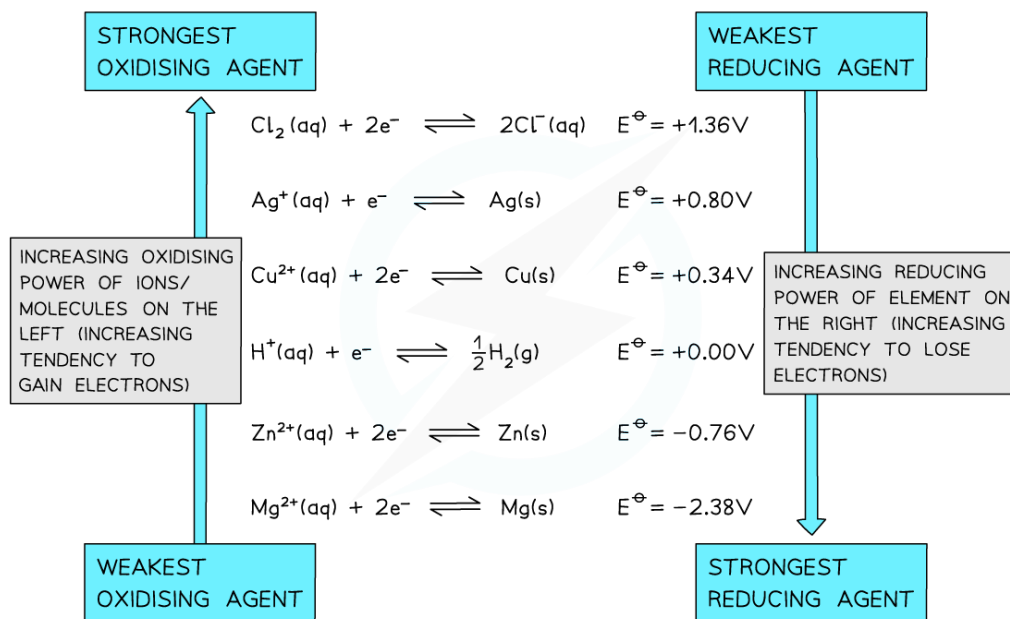 STRONGEST
OXIDISING AGENT
WEAKEST
REDUCING AGENT
Cl₂(aq) + 2e⁻ ⇌ 2Cl⁻(aq) E⦵ = +1.36V
Ag⁺(aq) + e⁻ ⇌ Ag(s) E⦵ = +0.80V
INCREASING OXIDISING
POWER OF IONS/
MOLECULES ON THE
LEFT (INCREASING
TENDENCY TO
GAIN ELECTRONS)
Cu²⁺(aq) + 2e⁻ ⇌ Cu(s) E⦵ = +0.34V
H⁺(aq) + e⁻ ⇌ ½H₂(g) E⦵ = +0.00V
INCREASING REDUCING
POWER OF ELEMENT ON
THE RIGHT (INCREASING
TENDENCY TO LOSE
ELECTRONS)
Zn²⁺(aq) + 2e⁻ ⇌ Zn(s) E⦵ = −0.76V
Mg²⁺(aq) + 2e⁻ ⇌ Mg(s) E⦵ = −2.38V
WEAKEST
OXIDISING AGENT
STRONGEST
REDUCING AGENT